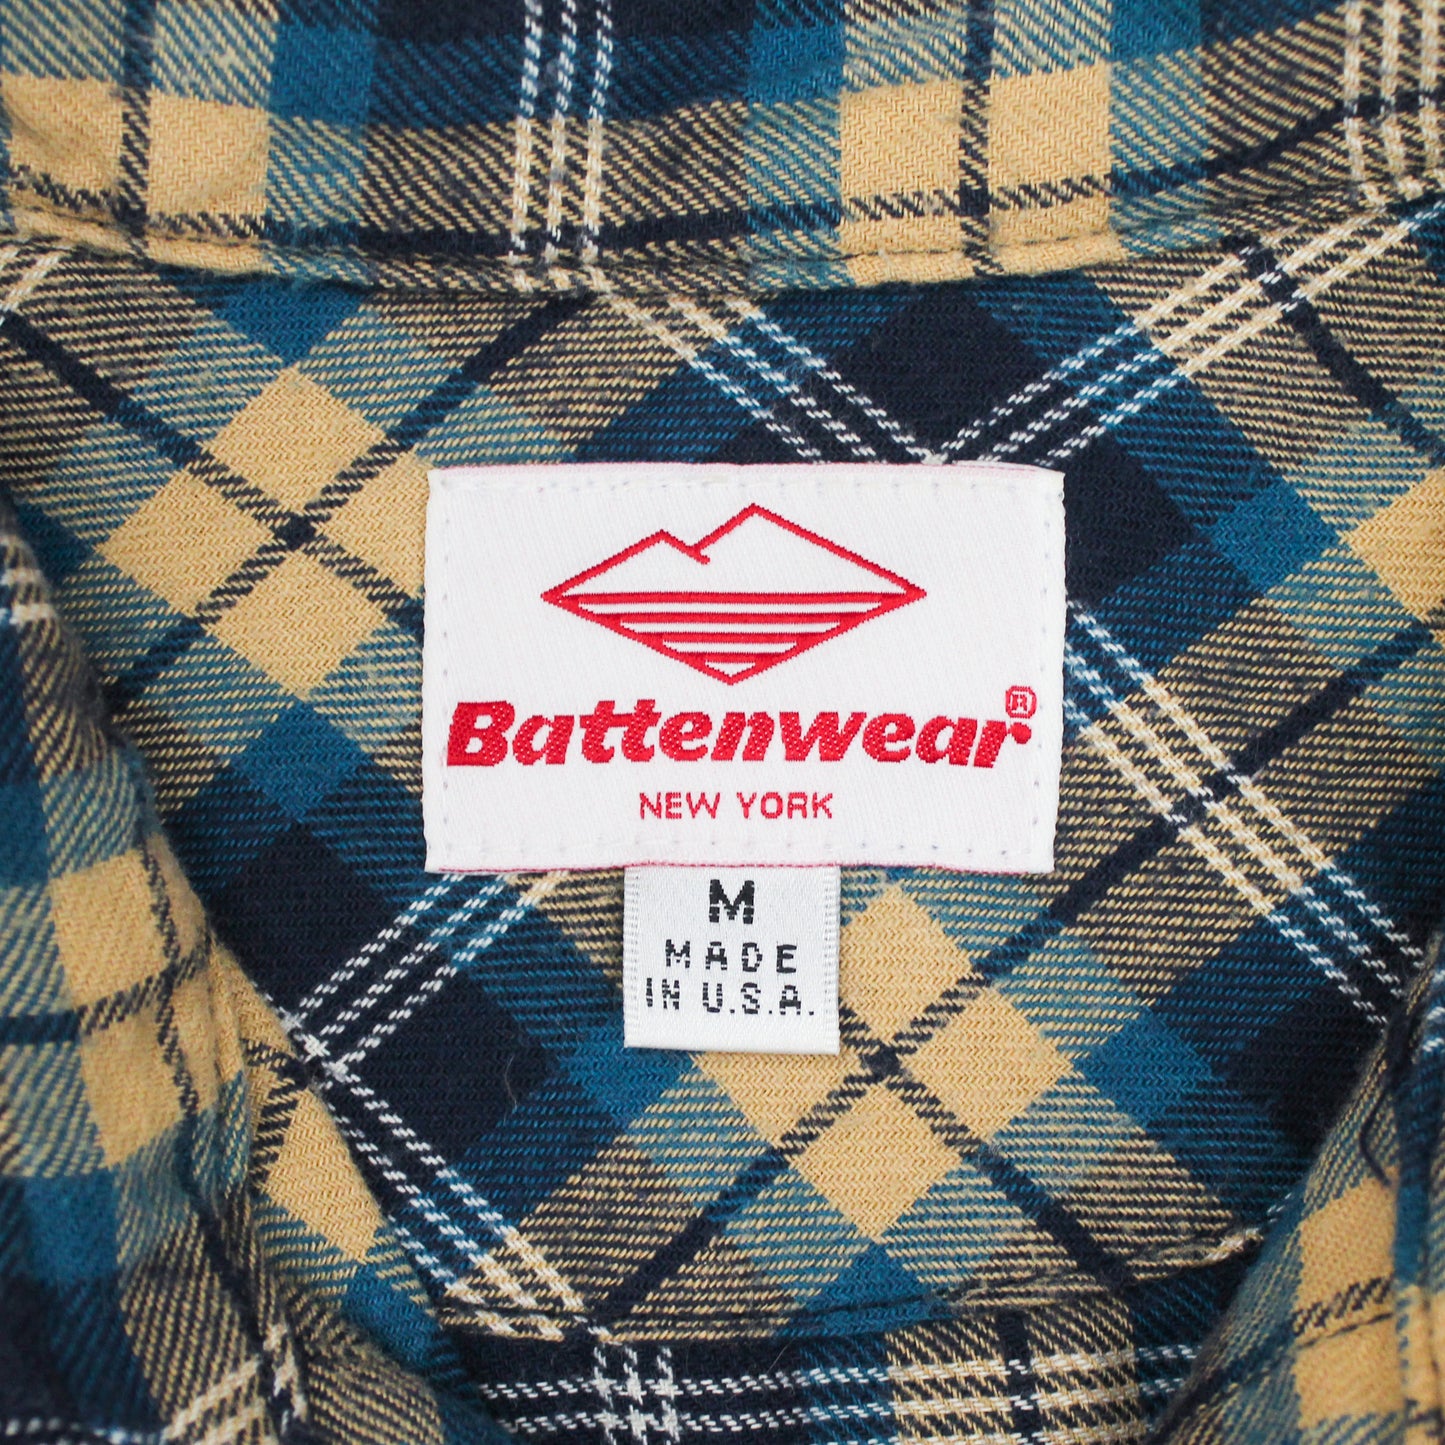 Battenwear®
NEW YORK
M
MADE
IN U.S.A.